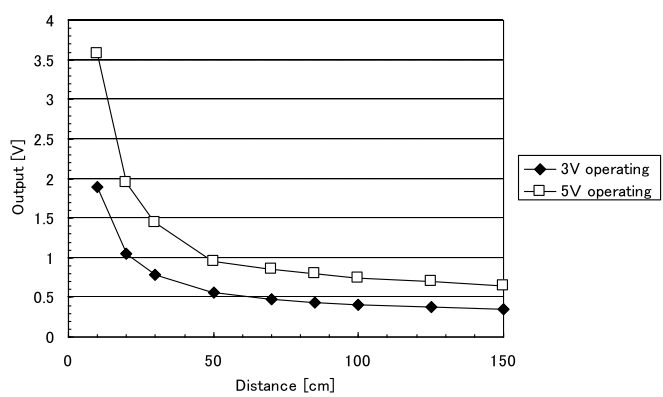 4
3.5
3
2.5
2
1.5
1
0.5
0
Output [V]
0 50 100 150
Distance [cm]
3V operating
5V operating